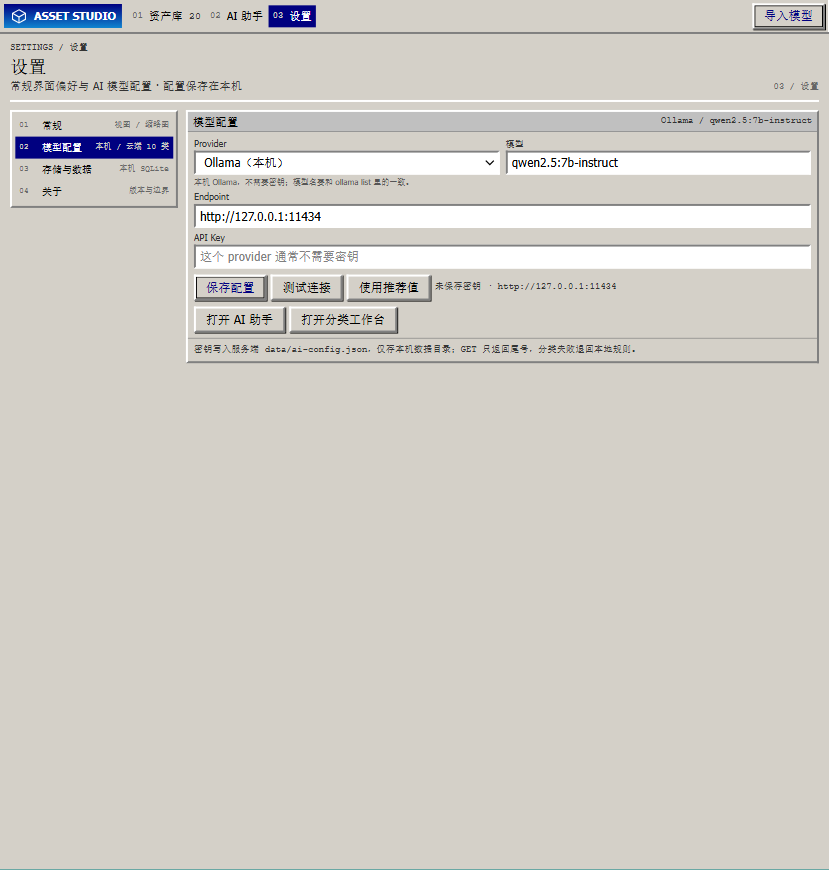 ASSET STUDIO 01 资产库 20 02 AI 助手 03 设置 导入模型
SETTINGS / 设置
设置
常规界面偏好与 AI 模型配置 · 配置保存在本机 03 / 设置
01 常规 视图 / 缩略图
02 模型配置 本机 / 云端 10 类
03 存储与数据 本机 SQLite
04 关于 版本与边界
模型配置 Ollama / qwen2.5:7b-instruct
Provider 模型
Ollama（本机） qwen2.5:7b-instruct
本机 Ollama，不需要密钥；模型名要和 ollama list 里的一致。
Endpoint
http://127.0.0.1:11434
API Key
这个 provider 通常不需要密钥
保存配置 测试连接 使用推荐值 未保存密钥 · http://127.0.0.1:11434
打开 AI 助手 打开分类工作台
密钥写入服务端 data/ai-config.json，仅存本机数据目录；GET 只返回尾号，分类失败退回本地规则。